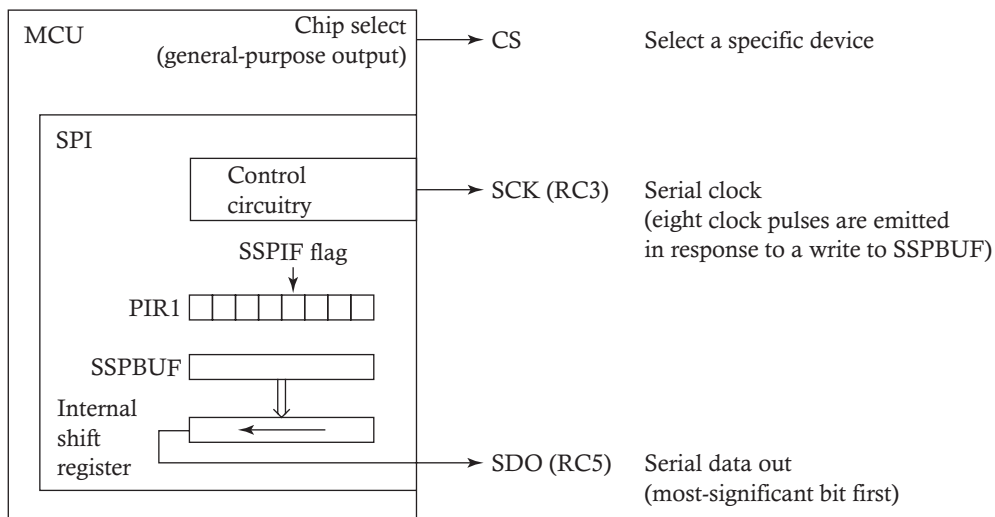 MCU
Chip select
(general-purpose output)
CS
Select a specific device
SPI
Control
circuitry
SCK (RC3)
Serial clock
(eight clock pulses are emitted
in response to a write to SSPBUF)
SSPIF flag
PIR1
SSPBUF
Internal
shift
register
SDO (RC5)
Serial data out
(most-significant bit first)